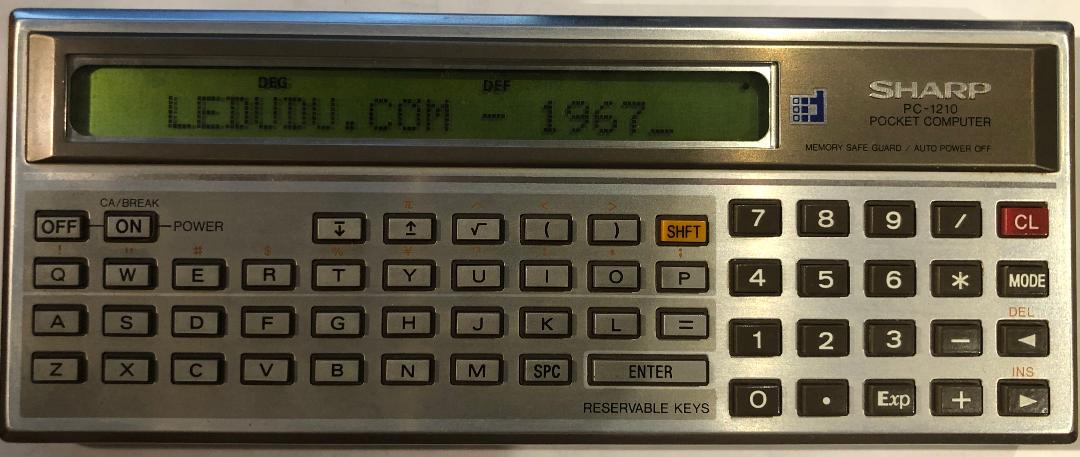 DEG DEF
LEDUDU.COM - 1967_
SHARP
PC-1210
POCKET COMPUTER
MEMORY SAFE GUARD / AUTO POWER OFF
CA/BREAK
OFF ON POWER
π ^ < >
↧ ↑ √ ( ) SHFT
! " # $ % ¥
Q W E R T Y U I O P
A S D F G H J K L =
Z X C V B N M SPC ENTER
RESERVABLE KEYS
7 8 9 / CL
4 5 6 * MODE
DEL
1 2 3 − ◀
INS
0 . Exp + ▶